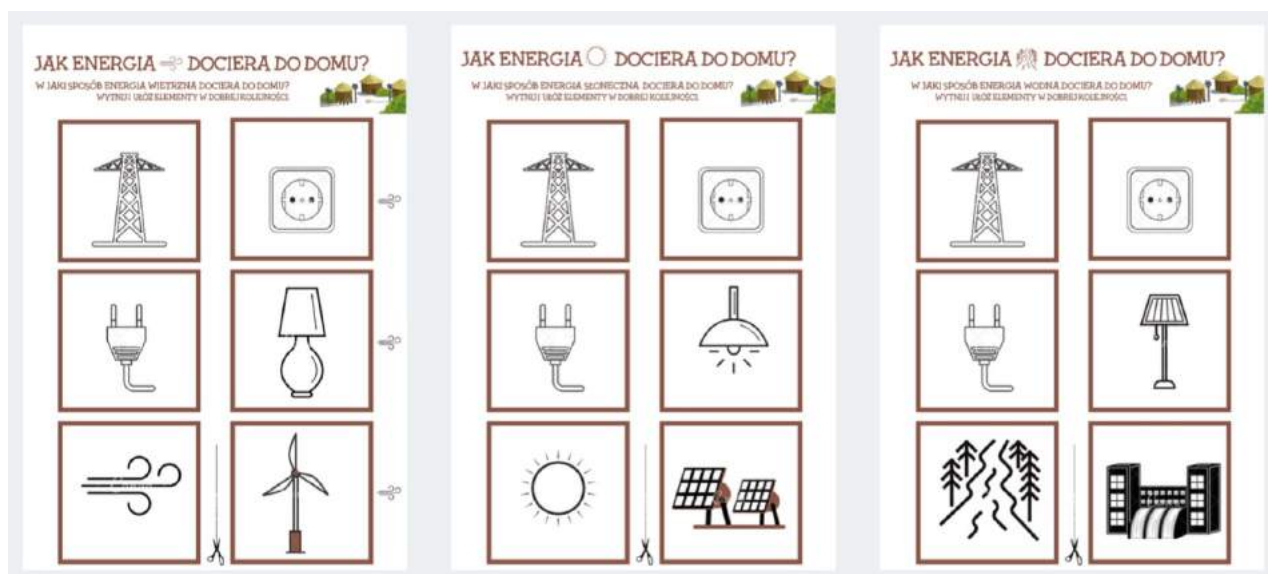 JAK ENERGIA DOCIERA DO DOMU?
W JAKI SPOSÓB ENERGIA WIETRZNA DOCIERA DO DOMU?
WYTNIJ I UŁÓŻ ELEMENTY W DOBREJ KOLEJNOŚCI.
JAK ENERGIA DOCIERA DO DOMU?
W JAKI SPOSÓB ENERGIA SŁONECZNA DOCIERA DO DOMU?
WYTNIJ I UŁÓŻ ELEMENTY W DOBREJ KOLEJNOŚCI.
JAK ENERGIA DOCIERA DO DOMU?
W JAKI SPOSÓB ENERGIA WODNA DOCIERA DO DOMU?
WYTNIJ I UŁÓŻ ELEMENTY W DOBREJ KOLEJNOŚCI.